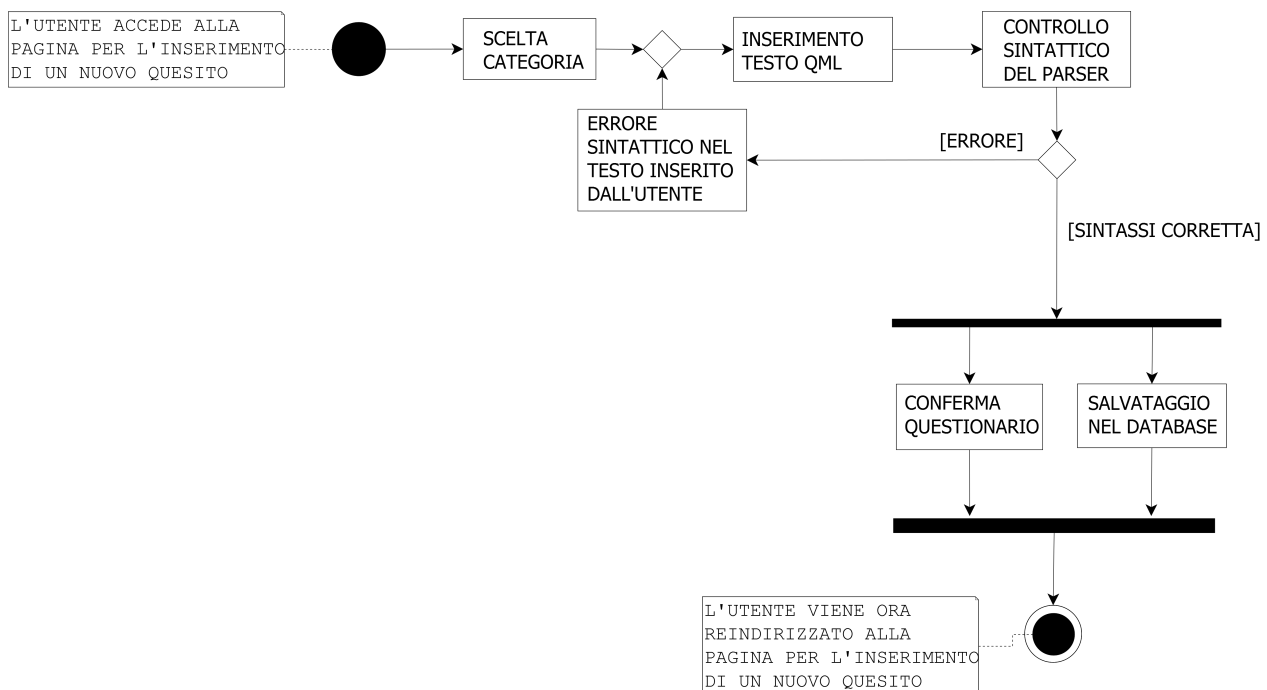 L'UTENTE ACCEDE ALLA
PAGINA PER L'INSERIMENTO
DI UN NUOVO QUESITO
SCELTA
CATEGORIA
INSERIMENTO
TESTO QML
CONTROLLO
SINTATTICO
DEL PARSER
ERRORE
SINTATTICO NEL
TESTO INSERITO
DALL'UTENTE
[ERRORE]
[SINTASSI CORRETTA]
CONFERMA
QUESTIONARIO
SALVATAGGIO
NEL DATABASE
L'UTENTE VIENE ORA
REINDIRIZZATO ALLA
PAGINA PER L'INSERIMENTO
DI UN NUOVO QUESITO